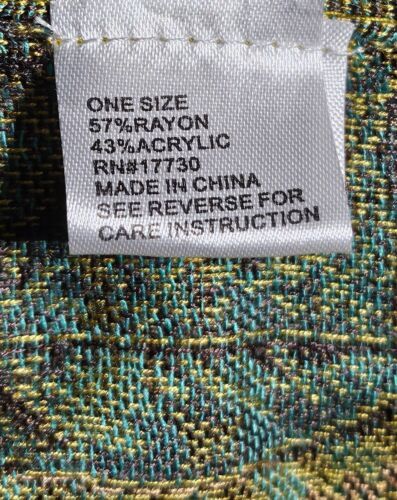 ONE SIZE
57%RAYON
43%ACRYLIC
RN#17730
MADE IN CHINA
SEE REVERSE FOR
CARE INSTRUCTION